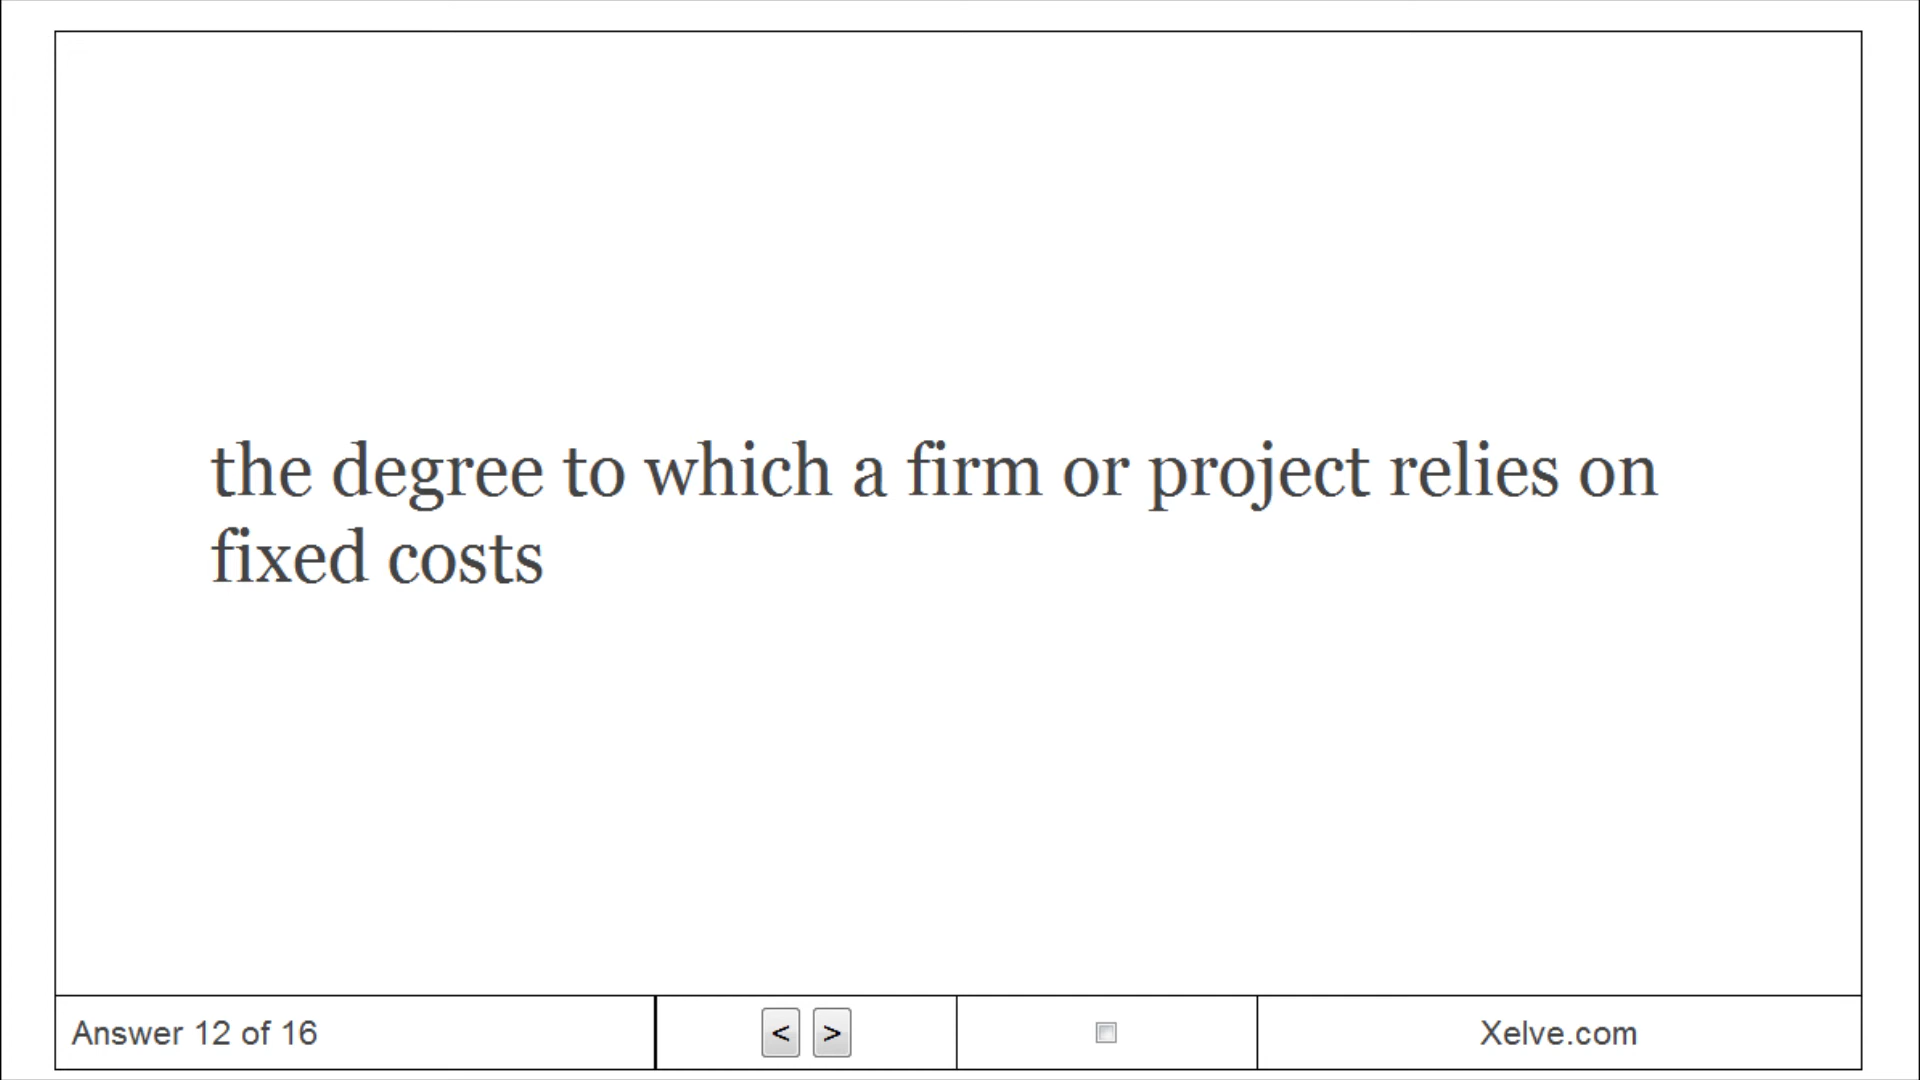 the degree to which a firm or project relies on
fixed costs
Answer 12 of 16
< >
Xelve.com